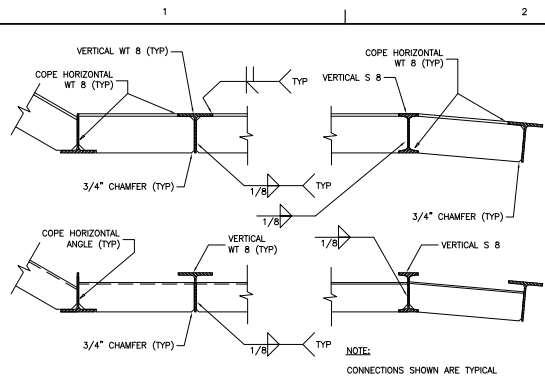 1
2
VERTICAL WT 8 (TYP)
COPE HORIZONTAL
WT 8 (TYP)
TYP
COPE HORIZONTAL
WT 8 (TYP)
VERTICAL S 8
3/4" CHAMFER (TYP)
1/8
TYP
1/8
3/4" CHAMFER (TYP)
COPE HORIZONTAL
ANGLE (TYP)
VERTICAL
WT 8 (TYP)
1/8
VERTICAL S 8
3/4" CHAMFER (TYP)
1/8
TYP
NOTE:
CONNECTIONS SHOWN ARE TYPICAL